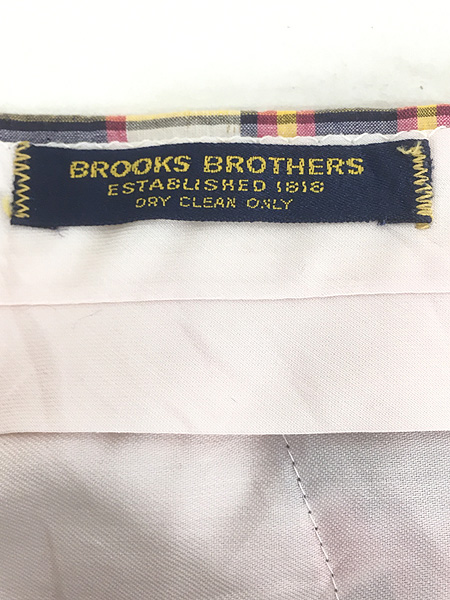 BROOKS BROTHERS
ESTABLISHED 1818
DRY CLEAN ONLY